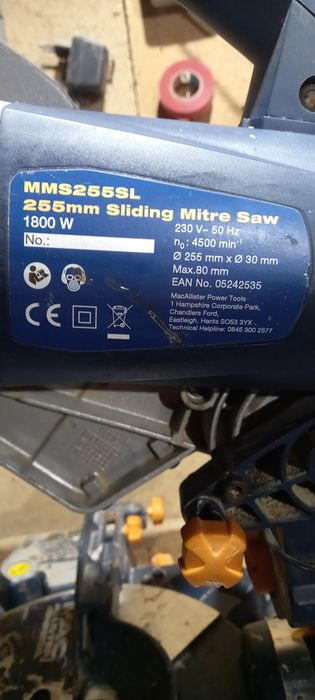 MMS255SL
255mm Sliding Mitre Saw
1800 W
No.:
230 V~ 50 Hz
n₀: 4500 min⁻¹
Ø 255 mm x Ø 30 mm
Max.80 mm
EAN No. 05242535
MacAllister Power Tools
1 Hampshire Corporate Park,
Chandlers Ford,
Eastleigh, Hants SO53 3YX
Technical Helpline: 0845 300 2577
CE
MAC